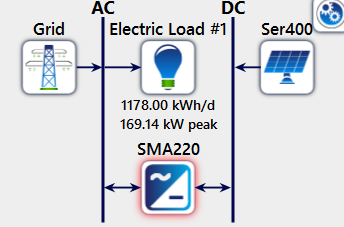 AC DC
Grid Electric Load #1 Ser400
1178.00 kWh/d
169.14 kW peak
SMA220